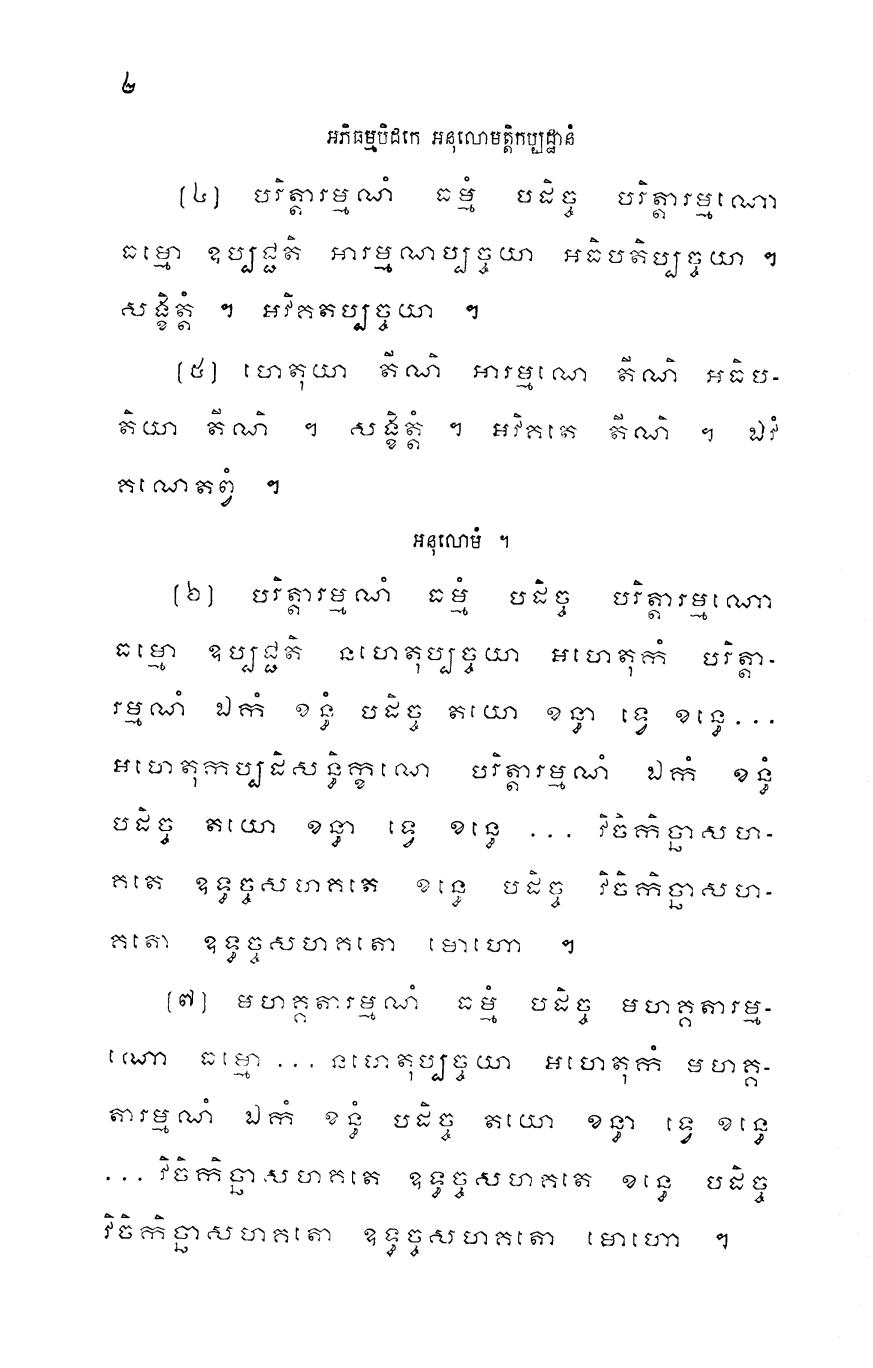 ២
អភិធម្មបិដកេ អនុលោមត្តិកប្បដ្ឋានំ
(៤) បរិត្តារម្មណំ ធម្មំ បដិច្ច បរិត្តារម្មណោ
ធម្មោ ឧប្បជ្ជតិ អារម្មណប្បច្ចយា អធិបតិប្បច្ចយា ។
សង្ខិត្តំ ។ អវិគតប្បច្ចយា ។
(៥) ហេតុយា តីណិ អារម្មណេ តីណិ អធិប-
តិយា តីណិ ។ សង្ខិត្តំ ។ អវិគតេ តីណិ ។ ឯវំ
គណេតព្វំ ។
អនុលោមំ ។
(៦) បរិត្តារម្មណំ ធម្មំ បដិច្ច បរិត្តារម្មណោ
ធម្មោ ឧប្បជ្ជតិ នហេតុប្បច្ចយា អហេតុកំ បរិត្តា-
រម្មណំ ឯកំ ខន្ធំ បដិច្ច តយោ ខន្ធា ទ្វេ ខន្ធេ...
អហេតុកប្បដិសន្ធិក្ខណេ បរិត្តារម្មណំ ឯកំ ខន្ធំ
បដិច្ច តយោ ខន្ធា ទ្វេ ខន្ធេ ... វិចិកិច្ឆាសហ-
គតេ ឧទ្ធច្ចសហគតេ ខន្ធេ បដិច្ច វិចិកិច្ឆាសហ-
គតោ ឧទ្ធច្ចសហគតោ មោហោ ។
(៧) មហគ្គតារម្មណំ ធម្មំ បដិច្ច មហគ្គតារម្ម-
ណោ ធម្មោ ... នហេតុប្បច្ចយា អហេតុកំ មហគ្គ-
តារម្មណំ ឯកំ ខន្ធំ បដិច្ច តយោ ខន្ធា ទ្វេ ខន្ធេ
... វិចិកិច្ឆាសហគតេ ឧទ្ធច្ចសហគតេ ខន្ធេ បដិច្ច
វិចិកិច្ឆាសហគតោ ឧទ្ធច្ចសហគតោ មោហោ ។